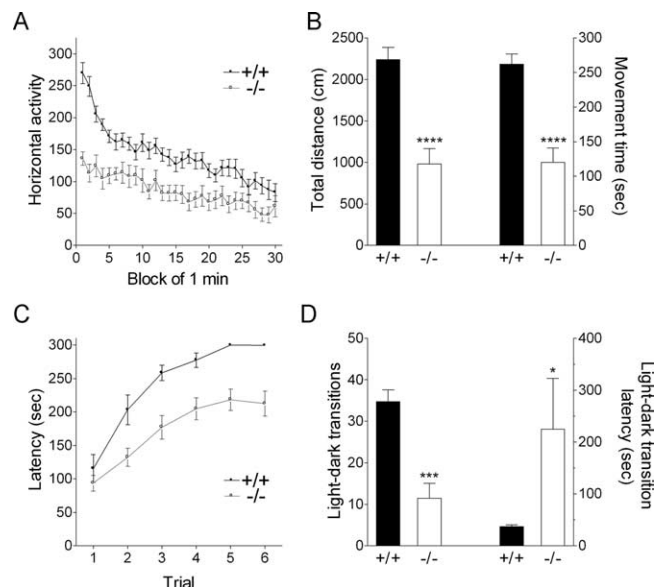 A
Horizontal activity
300
250
200
150
100
50
0
0 5 10 15 20 25 30
Block of 1 min
+/+
-/-
B
Total distance (cm)
2500
2000
1500
1000
500
0
**** ****
+/+ -/- +/+ -/-
300
250
200
150
100
50
0
Movement time
(sec)
C
Latency (sec)
300
250
200
150
100
50
0
1 2 3 4 5 6
Trial
+/+
-/-
D
Light-dark transitions
50
40
30
20
10
0
*** *
+/+ -/- +/+ -/-
400
300
200
100
0
Light-dark transition
latency (sec)